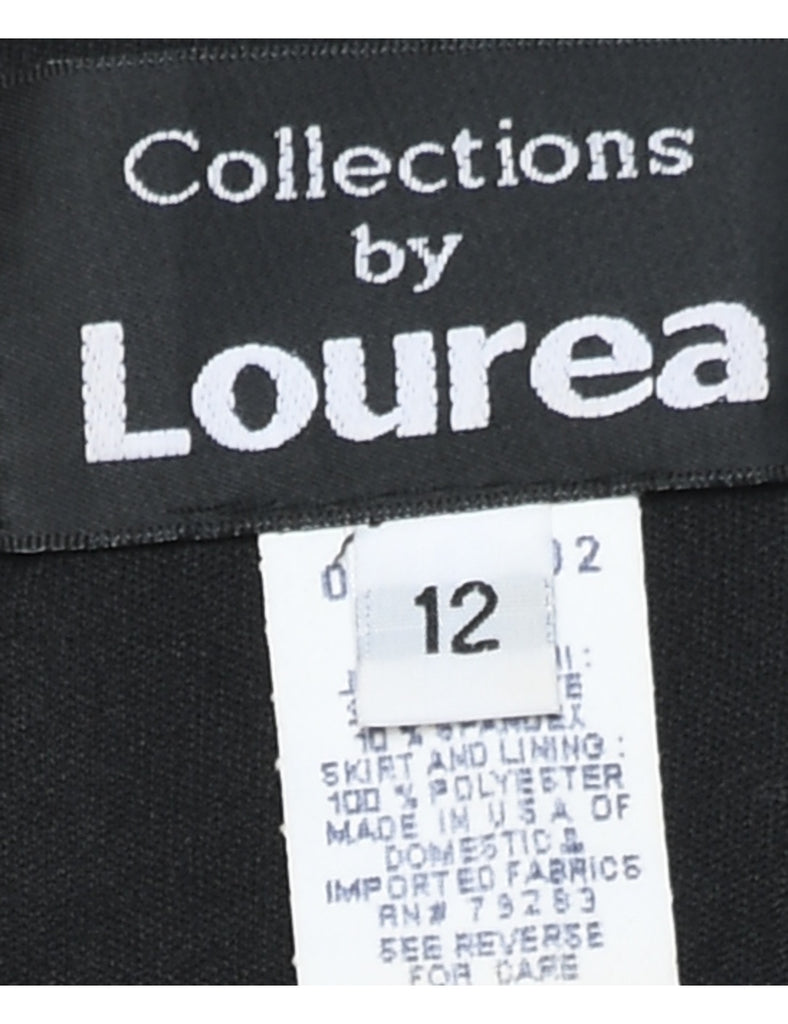 Collections
by
Lourea
12
10 % SPANDEX
SKIRT AND LINING :
100 % POLYESTER
MADE IN U S A OF
DOMESTIC &
IMPORTED FABRICS
RN# 79283
SEE REVERSE
FOR CARE